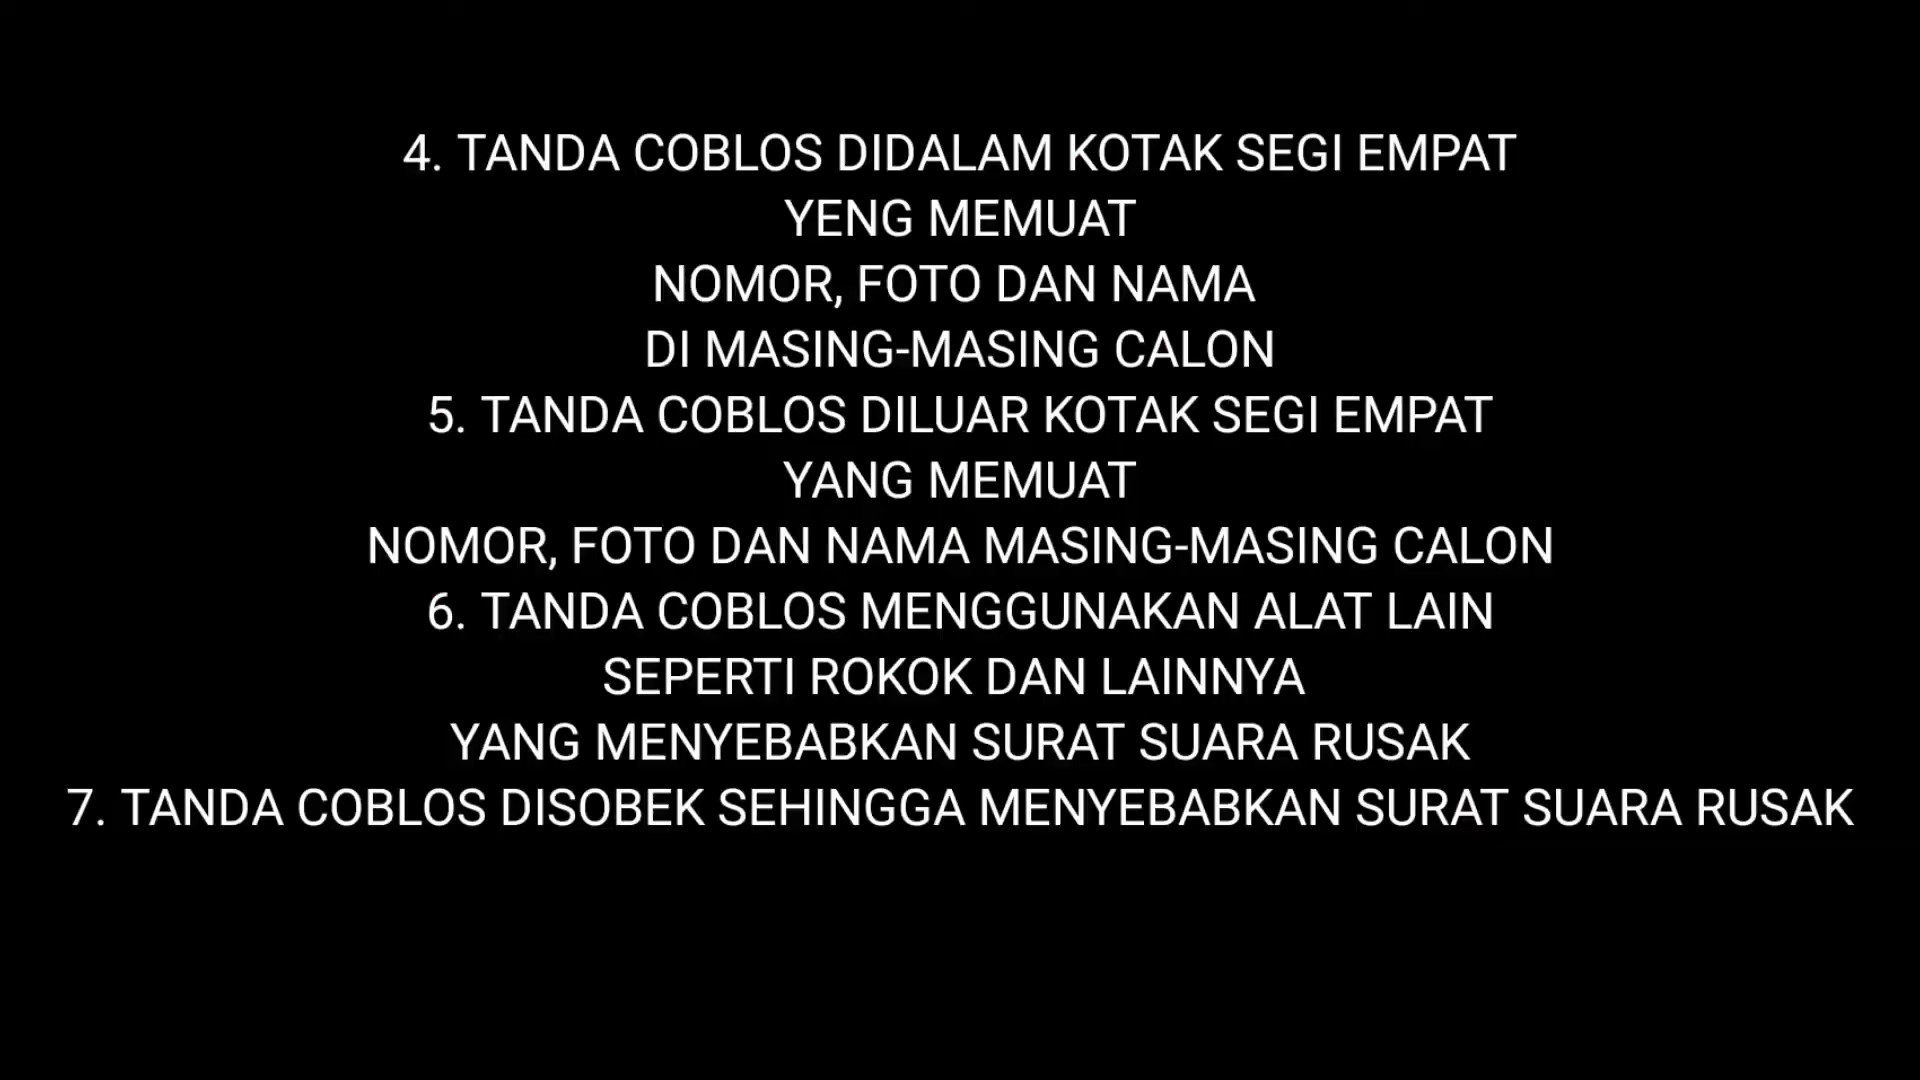 4. TANDA COBLOS DIDALAM KOTAK SEGI EMPAT
YENG MEMUAT
NOMOR, FOTO DAN NAMA
DI MASING-MASING CALON
5. TANDA COBLOS DILUAR KOTAK SEGI EMPAT
YANG MEMUAT
NOMOR, FOTO DAN NAMA MASING-MASING CALON
6. TANDA COBLOS MENGGUNAKAN ALAT LAIN
SEPERTI ROKOK DAN LAINNYA
YANG MENYEBABKAN SURAT SUARA RUSAK
7. TANDA COBLOS DISOBEK SEHINGGA MENYEBABKAN SURAT SUARA RUSAK